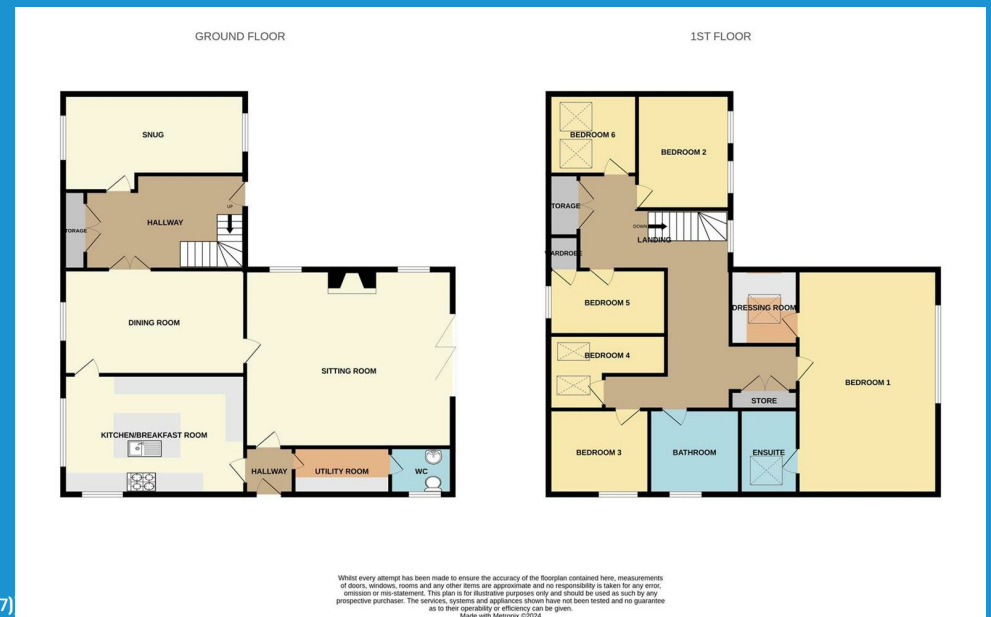 GROUND FLOOR
1ST FLOOR
SNUG
UP
HALLWAY
TORAGE
DINING ROOM
SITTING ROOM
KITCHEN/BREAKFAST ROOM
HALLWAY
UTILITY ROOM
WC
BEDROOM 6
BEDROOM 2
TORAGE
DOWN
LANDING
ARDROBE
BEDROOM 5
DRESSING ROOM
BEDROOM 4
BEDROOM 1
STORE
BEDROOM 3
BATHROOM
ENSUITE
Whilst every attempt has been made to ensure the accuracy of the floorplan contained here, measurements
of doors, windows, rooms and any other items are approximate and no responsibility is taken for any error,
omission or mis-statement. This plan is for illustrative purposes only and should be used as such by any
prospective purchaser. The services, systems and appliances shown have not been tested and no guarantee
as to their operability or efficiency can be given.
Made with Metropix ©2024
7)